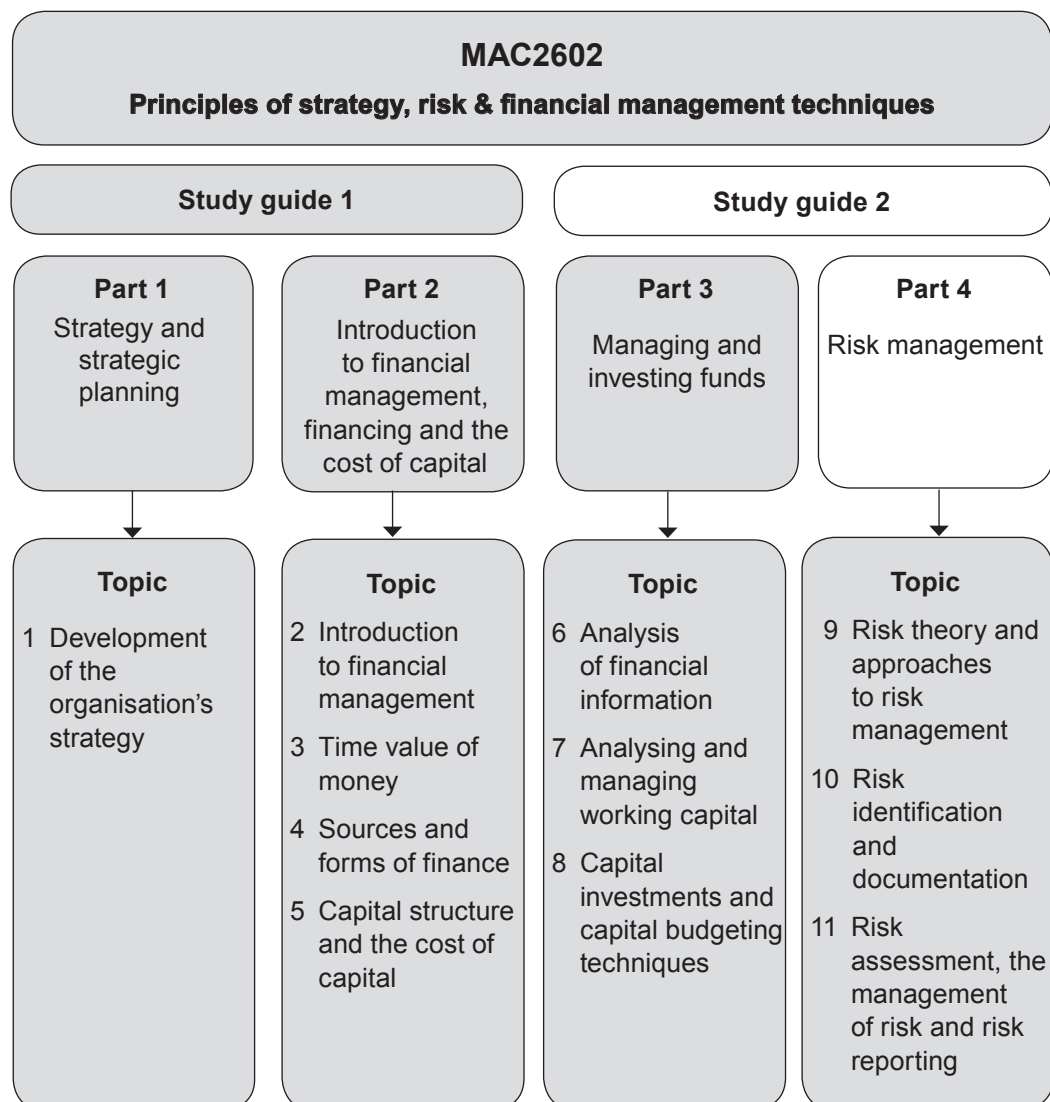 MAC2602
Principles of strategy, risk & financial management techniques
Study guide 1
Study guide 2
Part 1
Strategy and
strategic
planning
Part 2
Introduction
to financial
management,
financing and the
cost of capital
Part 3
Managing and
investing funds
Part 4
Risk management
Topic
1 Development
of the
organisation’s
strategy
Topic
2 Introduction
to financial
management
3 Time value of
money
4 Sources and
forms of finance
5 Capital structure
and the cost of
capital
Topic
6 Analysis
of financial
information
7 Analysing and
managing
working capital
8 Capital
investments and
capital budgeting
techniques
Topic
9 Risk theory and
approaches
to risk
management
10 Risk
identification
and
documentation
11 Risk
assessment, the
management
of risk and risk
reporting